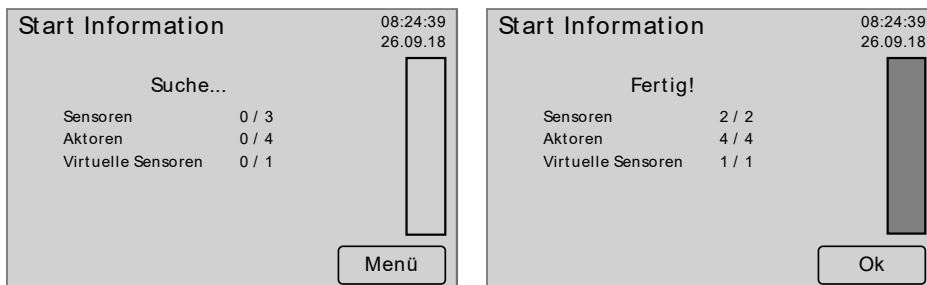 Start Information
08:24:39
26.09.18
Suche...
Sensoren 0 / 3
Aktoren 0 / 4
Virtuelle Sensoren 0 / 1
Menü
Start Information
08:24:39
26.09.18
Fertig!
Sensoren 2 / 2
Aktoren 4 / 4
Virtuelle Sensoren 1 / 1
Ok